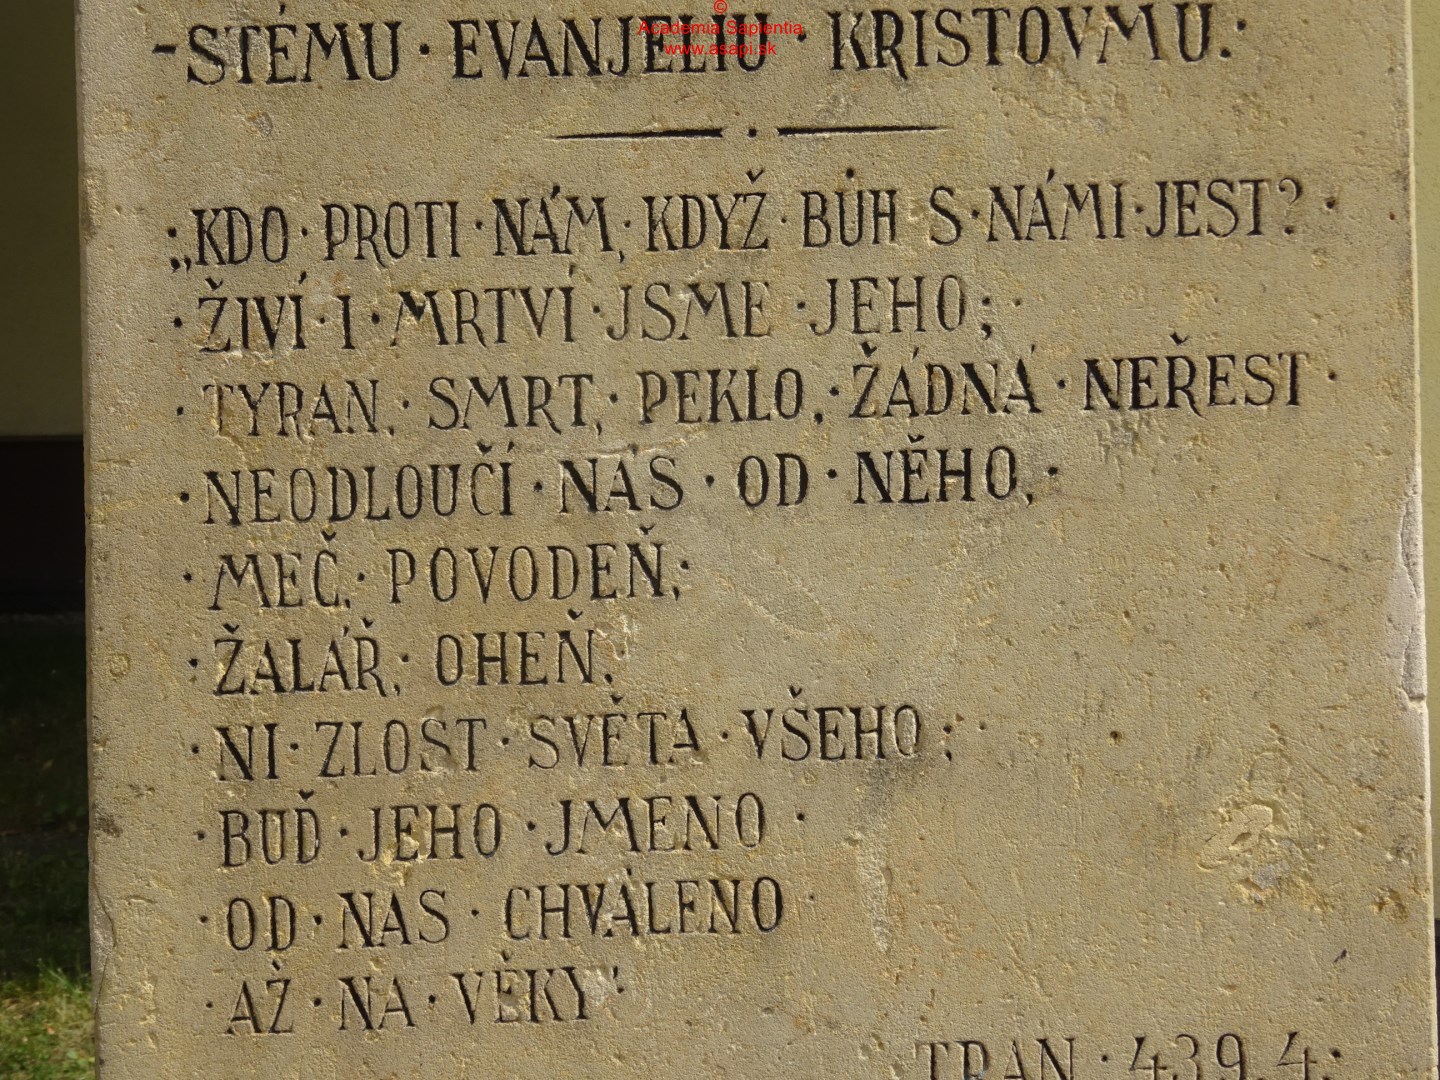 ©
Academia Sapientia
www.asapi.sk
-STÉMU · EVANJELIU · KRISTOVMU.·
·„KDO · PROTI · NÁM, · KDYŽ · BŮH S · NÁMI · JEST? ·
· ŽIVÍ · I · MRTVÍ · JSME · JEHO; ·
· TYRAN, · SMRT, · PEKLO, · ŽÁDNÁ · NEŘEST ·
· NEODLOUČÍ · NÁS · OD · NĚHO, ·
· MEČ, · POVODEŇ, ·
· ŽALÁŘ, · OHEŇ, ·
· NI · ZLOST · SVĚTA · VŠEHO ; ·
· BUĎ · JEHO · JMENO ·
· OD · NAS · CHVÁLENO ·
· AŽ · NA · VĚKY“ ·
TRAN · 439, 4 ·